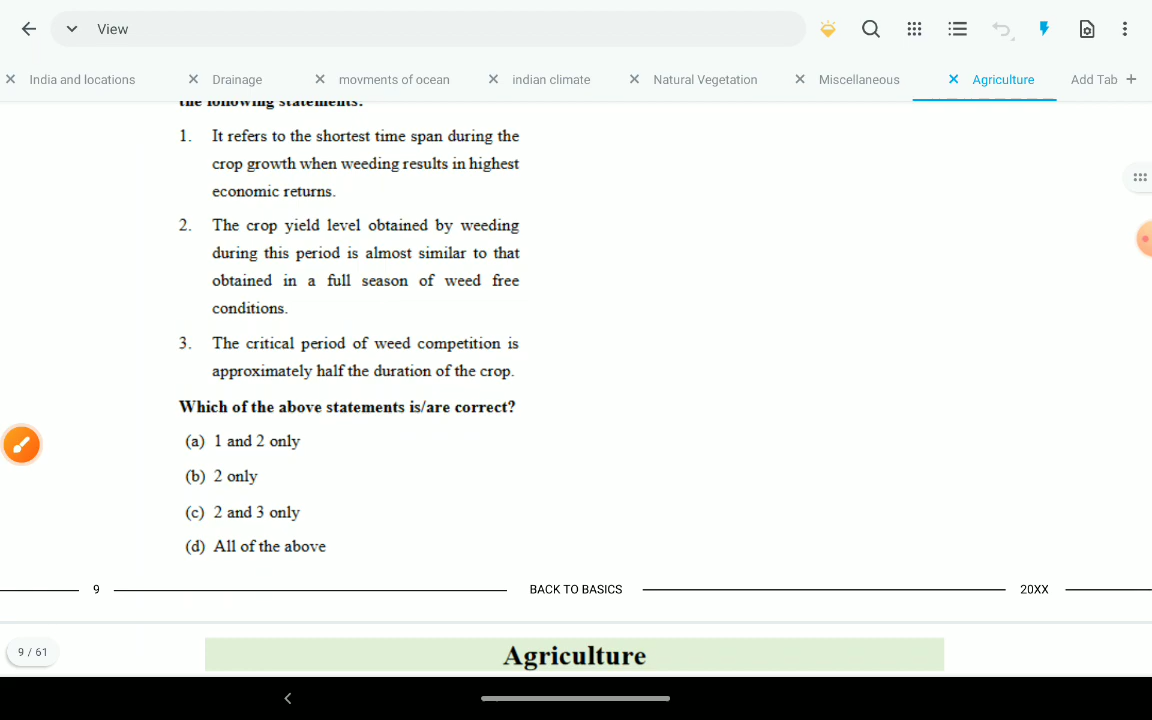 View
India and locations
Drainage
movments of ocean
indian climate
Natural Vegetation
Miscellaneous
Agriculture
Add Tab +
the following statements:
1. It refers to the shortest time span during the
crop growth when weeding results in highest
economic returns.
2. The crop yield level obtained by weeding
during this period is almost similar to that
obtained in a full season of weed free
conditions.
3. The critical period of weed competition is
approximately half the duration of the crop.
Which of the above statements is/are correct?
(a) 1 and 2 only
(b) 2 only
(c) 2 and 3 only
(d) All of the above
9 BACK TO BASICS 20XX
9 / 61
Agriculture